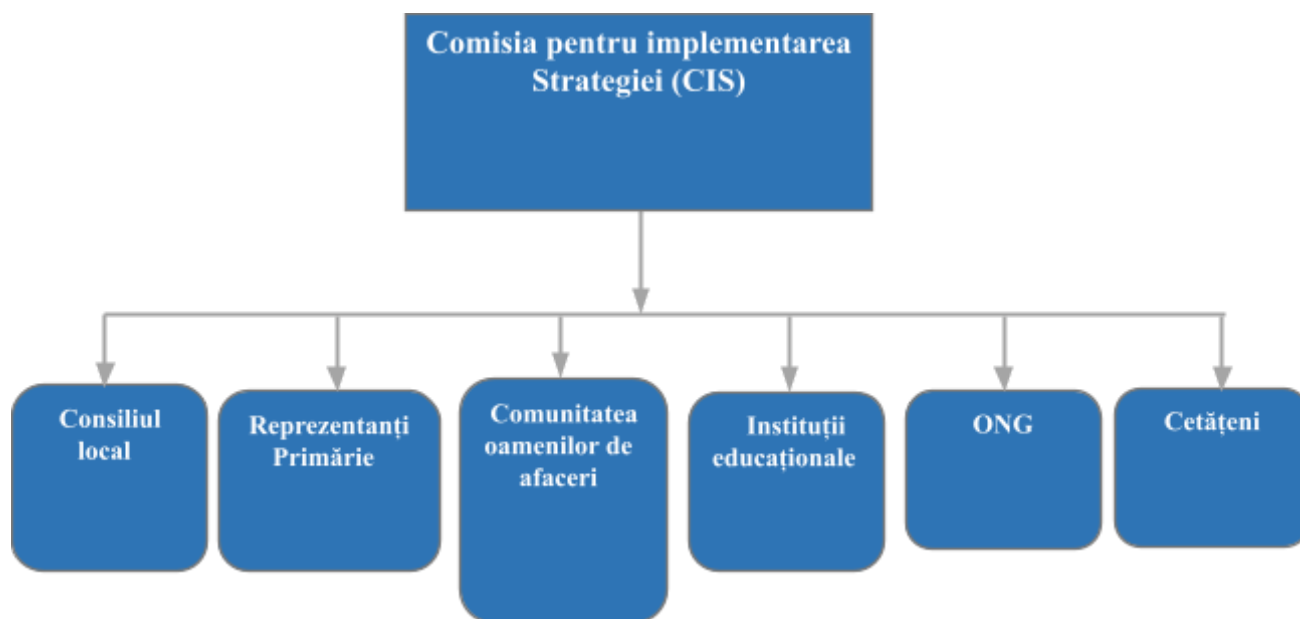 Comisia pentru implementarea
Strategiei (CIS)
Consiliul
local
Reprezentanți
Primărie
Comunitatea
oamenilor de
afaceri
Instituții
educaționale
ONG
Cetățeni